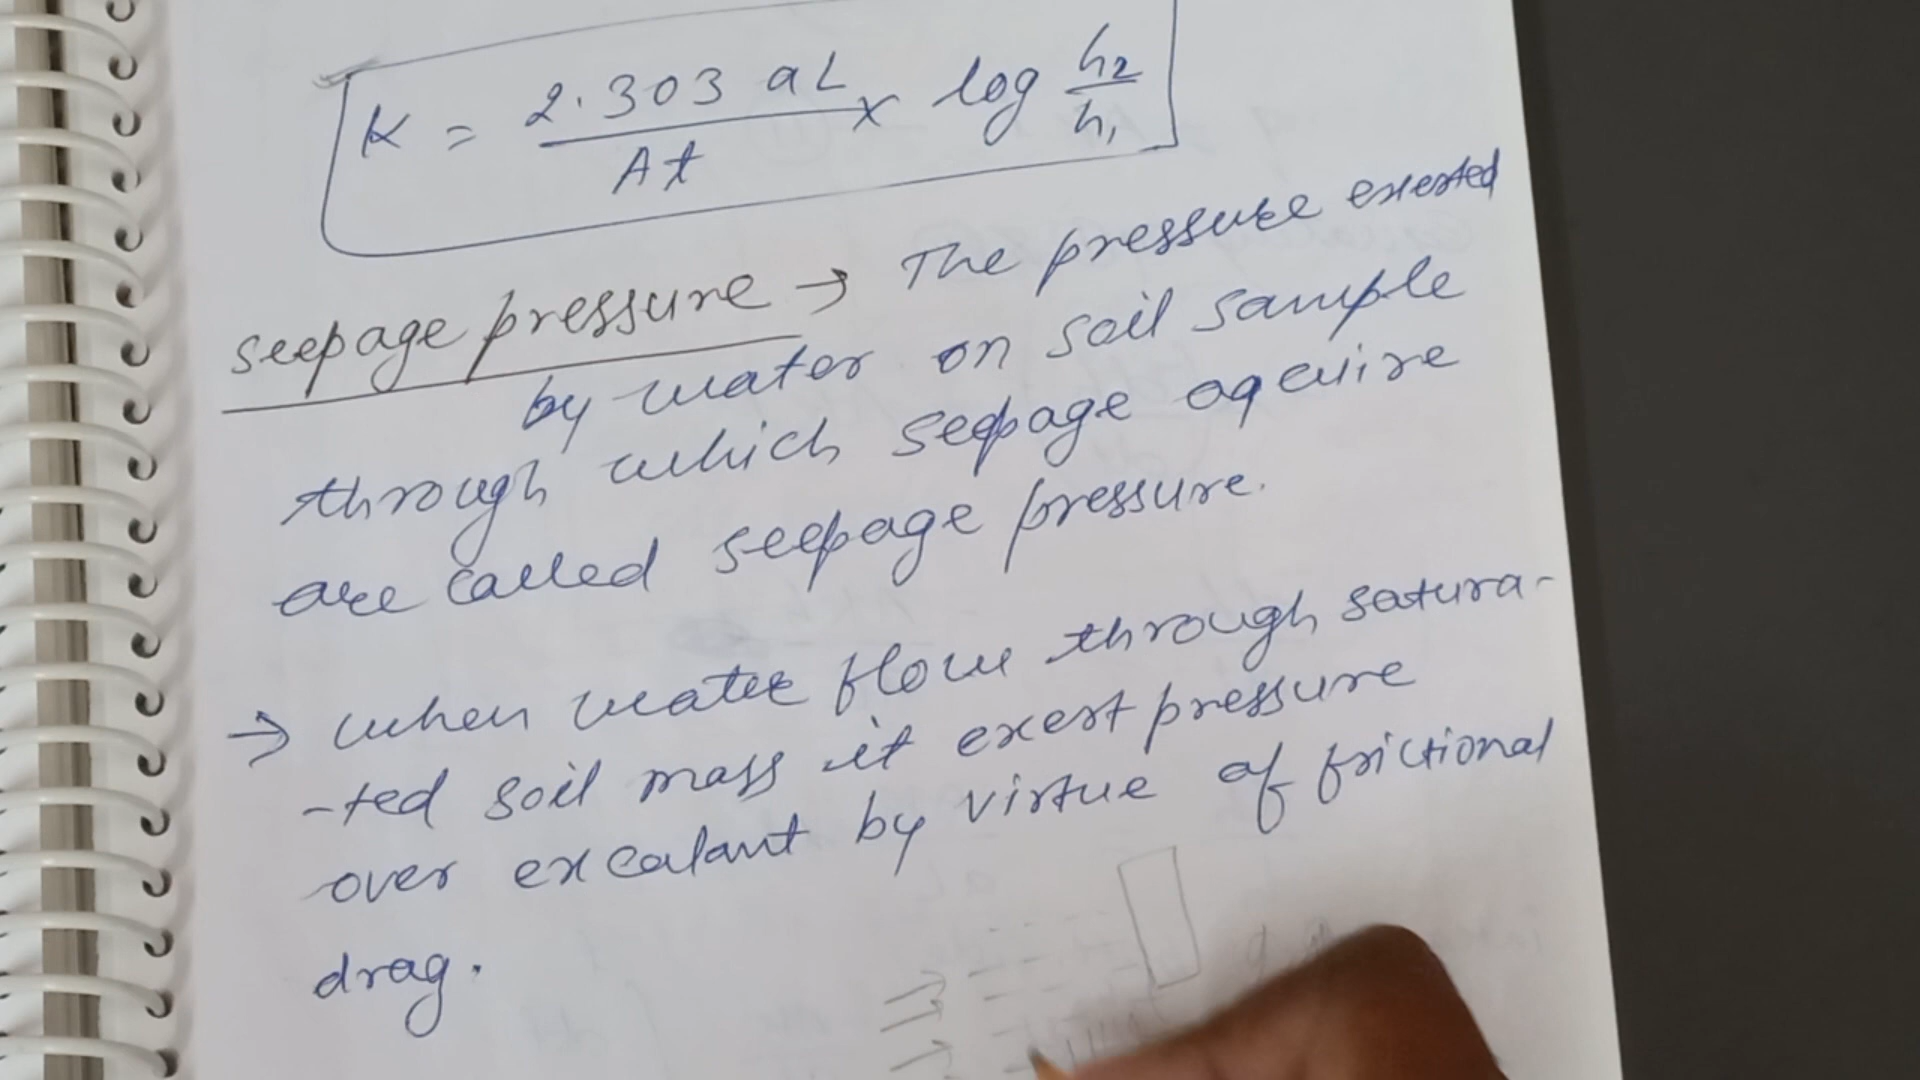 K = 2.303 aL / At × log h2 / h1
seepage pressure → The pressure exerted
by water on soil sample
through which seepage aquire
are called seepage pressure.
→ when water flow through satura-
-ted soil mass it exert pressure
over excalant by virtue of frictional
drag.